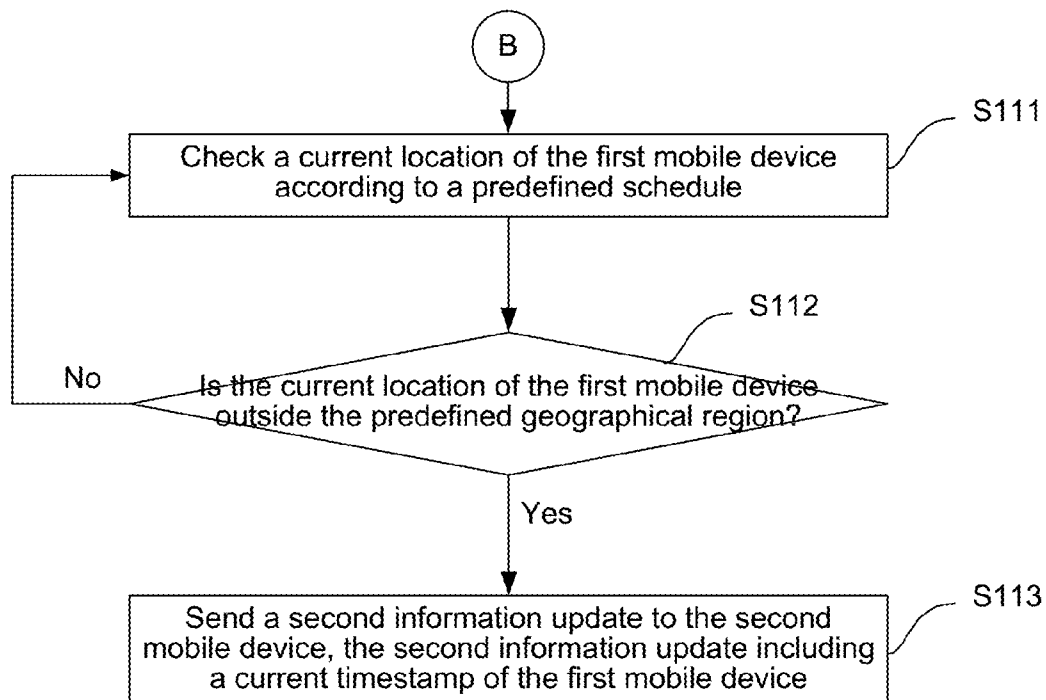 B
S111
Check a current location of the first mobile device
according to a predefined schedule
S112
No
Is the current location of the first mobile device
outside the predefined geographical region?
Yes
S113
Send a second information update to the second
mobile device, the second information update including
a current timestamp of the first mobile device